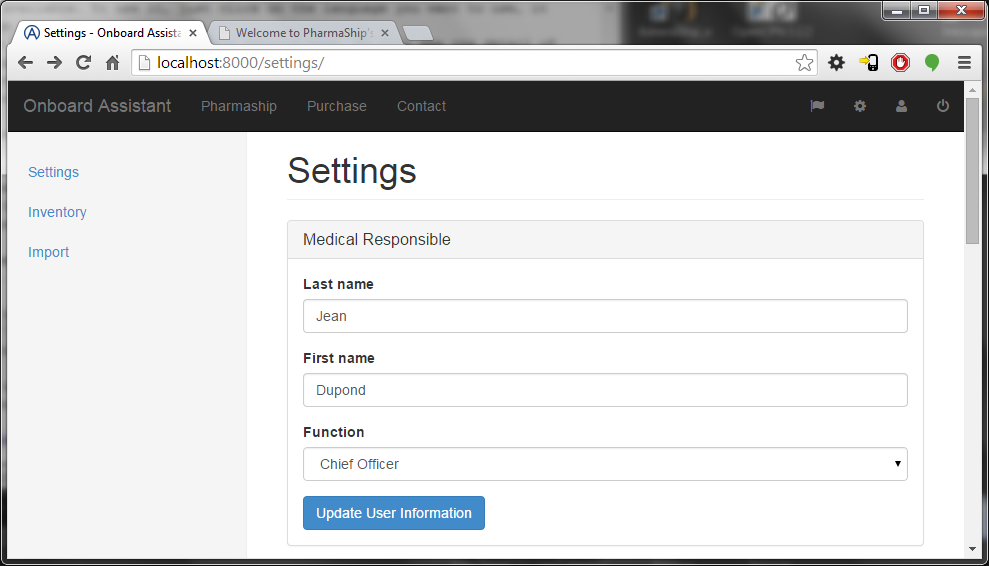 Settings - Onboard Assista
Welcome to PharmaShip's
localhost:8000/settings/
Onboard Assistant Pharmaship Purchase Contact
Settings
Inventory
Import
Settings
Medical Responsible
Last name
Jean
First name
Dupond
Function
Chief Officer
Update User Information